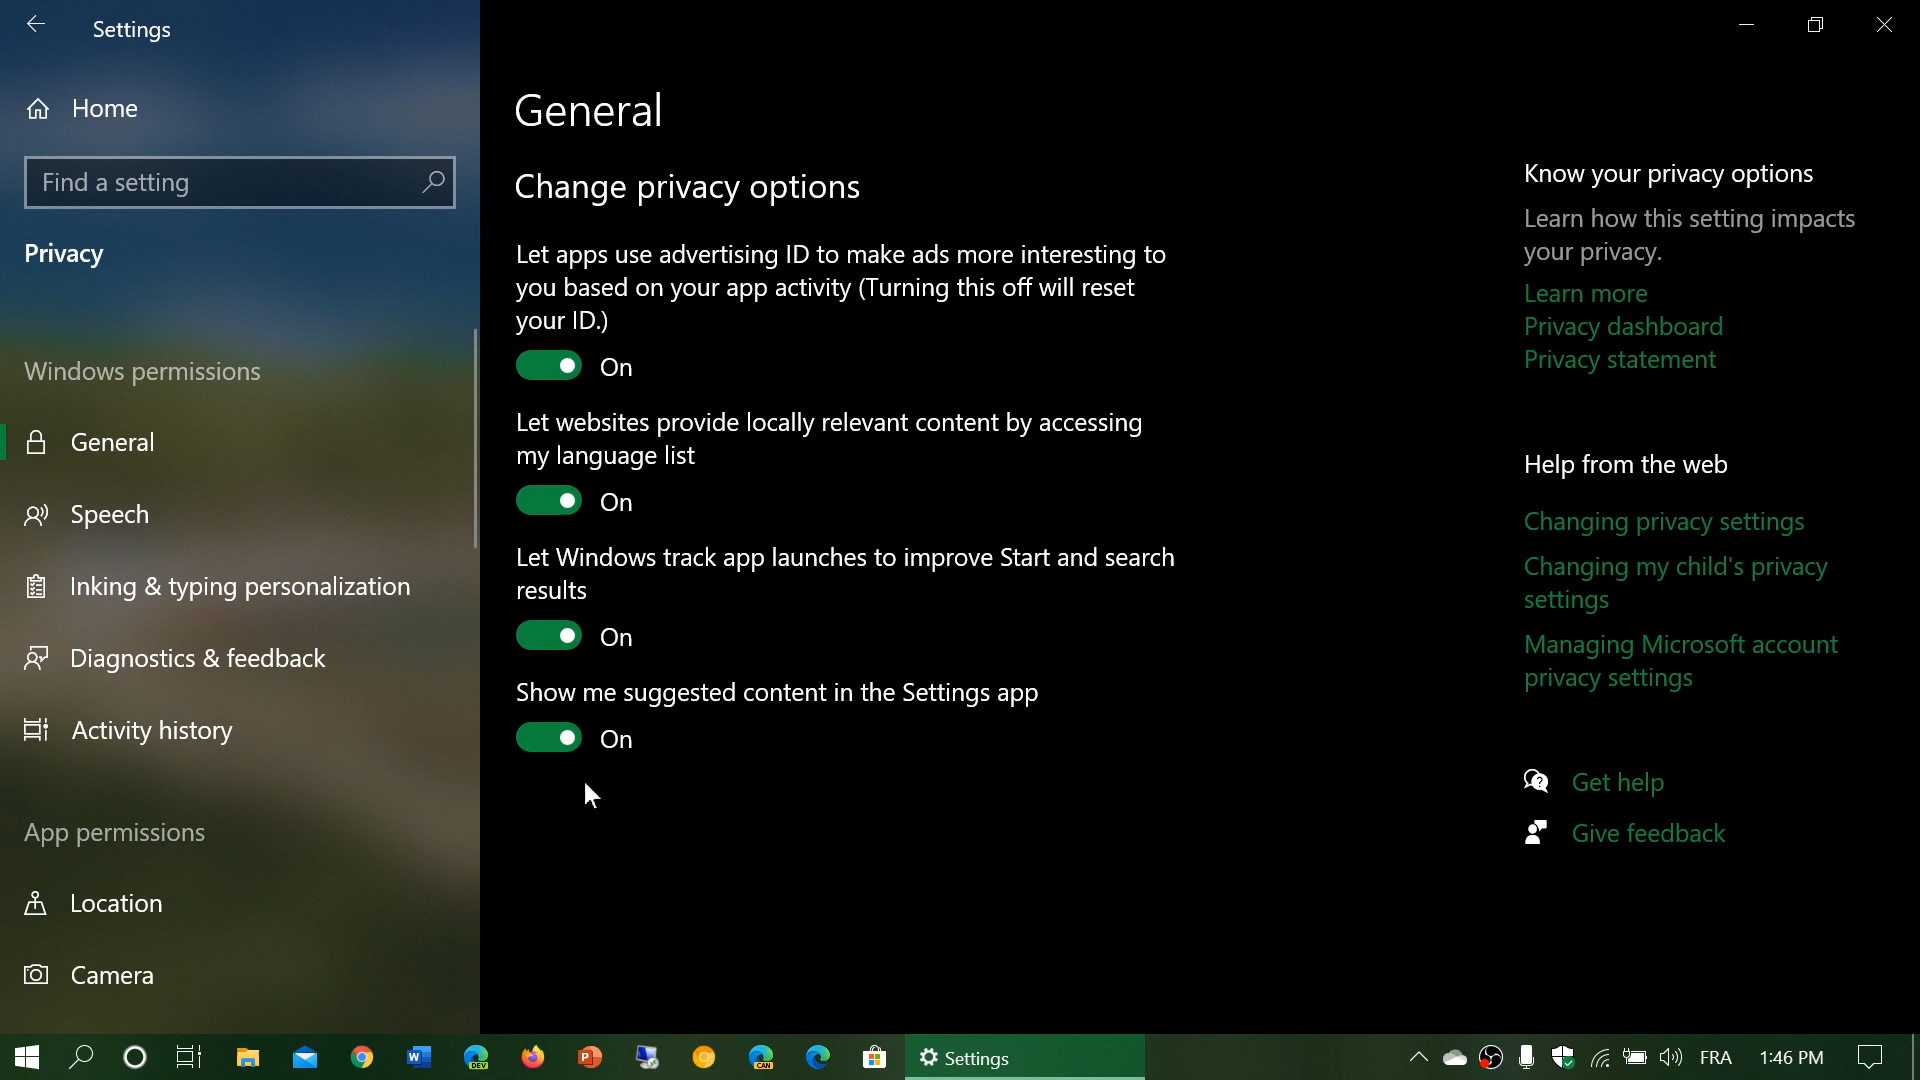 Settings
Home
Find a setting
Privacy
Windows permissions
General
Speech
Inking & typing personalization
Diagnostics & feedback
Activity history
App permissions
Location
Camera
General
Change privacy options
Let apps use advertising ID to make ads more interesting to
you based on your app activity (Turning this off will reset
your ID.)
On
Let websites provide locally relevant content by accessing
my language list
On
Let Windows track app launches to improve Start and search
results
On
Show me suggested content in the Settings app
On
Know your privacy options
Learn how this setting impacts
your privacy.
Learn more
Privacy dashboard
Privacy statement
Help from the web
Changing privacy settings
Changing my child's privacy
settings
Managing Microsoft account
privacy settings
Get help
Give feedback
W
DEV
P
CAN
Settings
FRA
1:46 PM